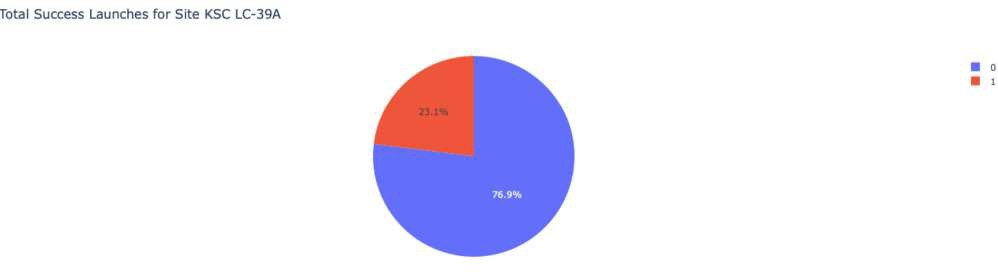 Total Success Launches for Site KSC LC-39A
0
1
23.1%
76.9%